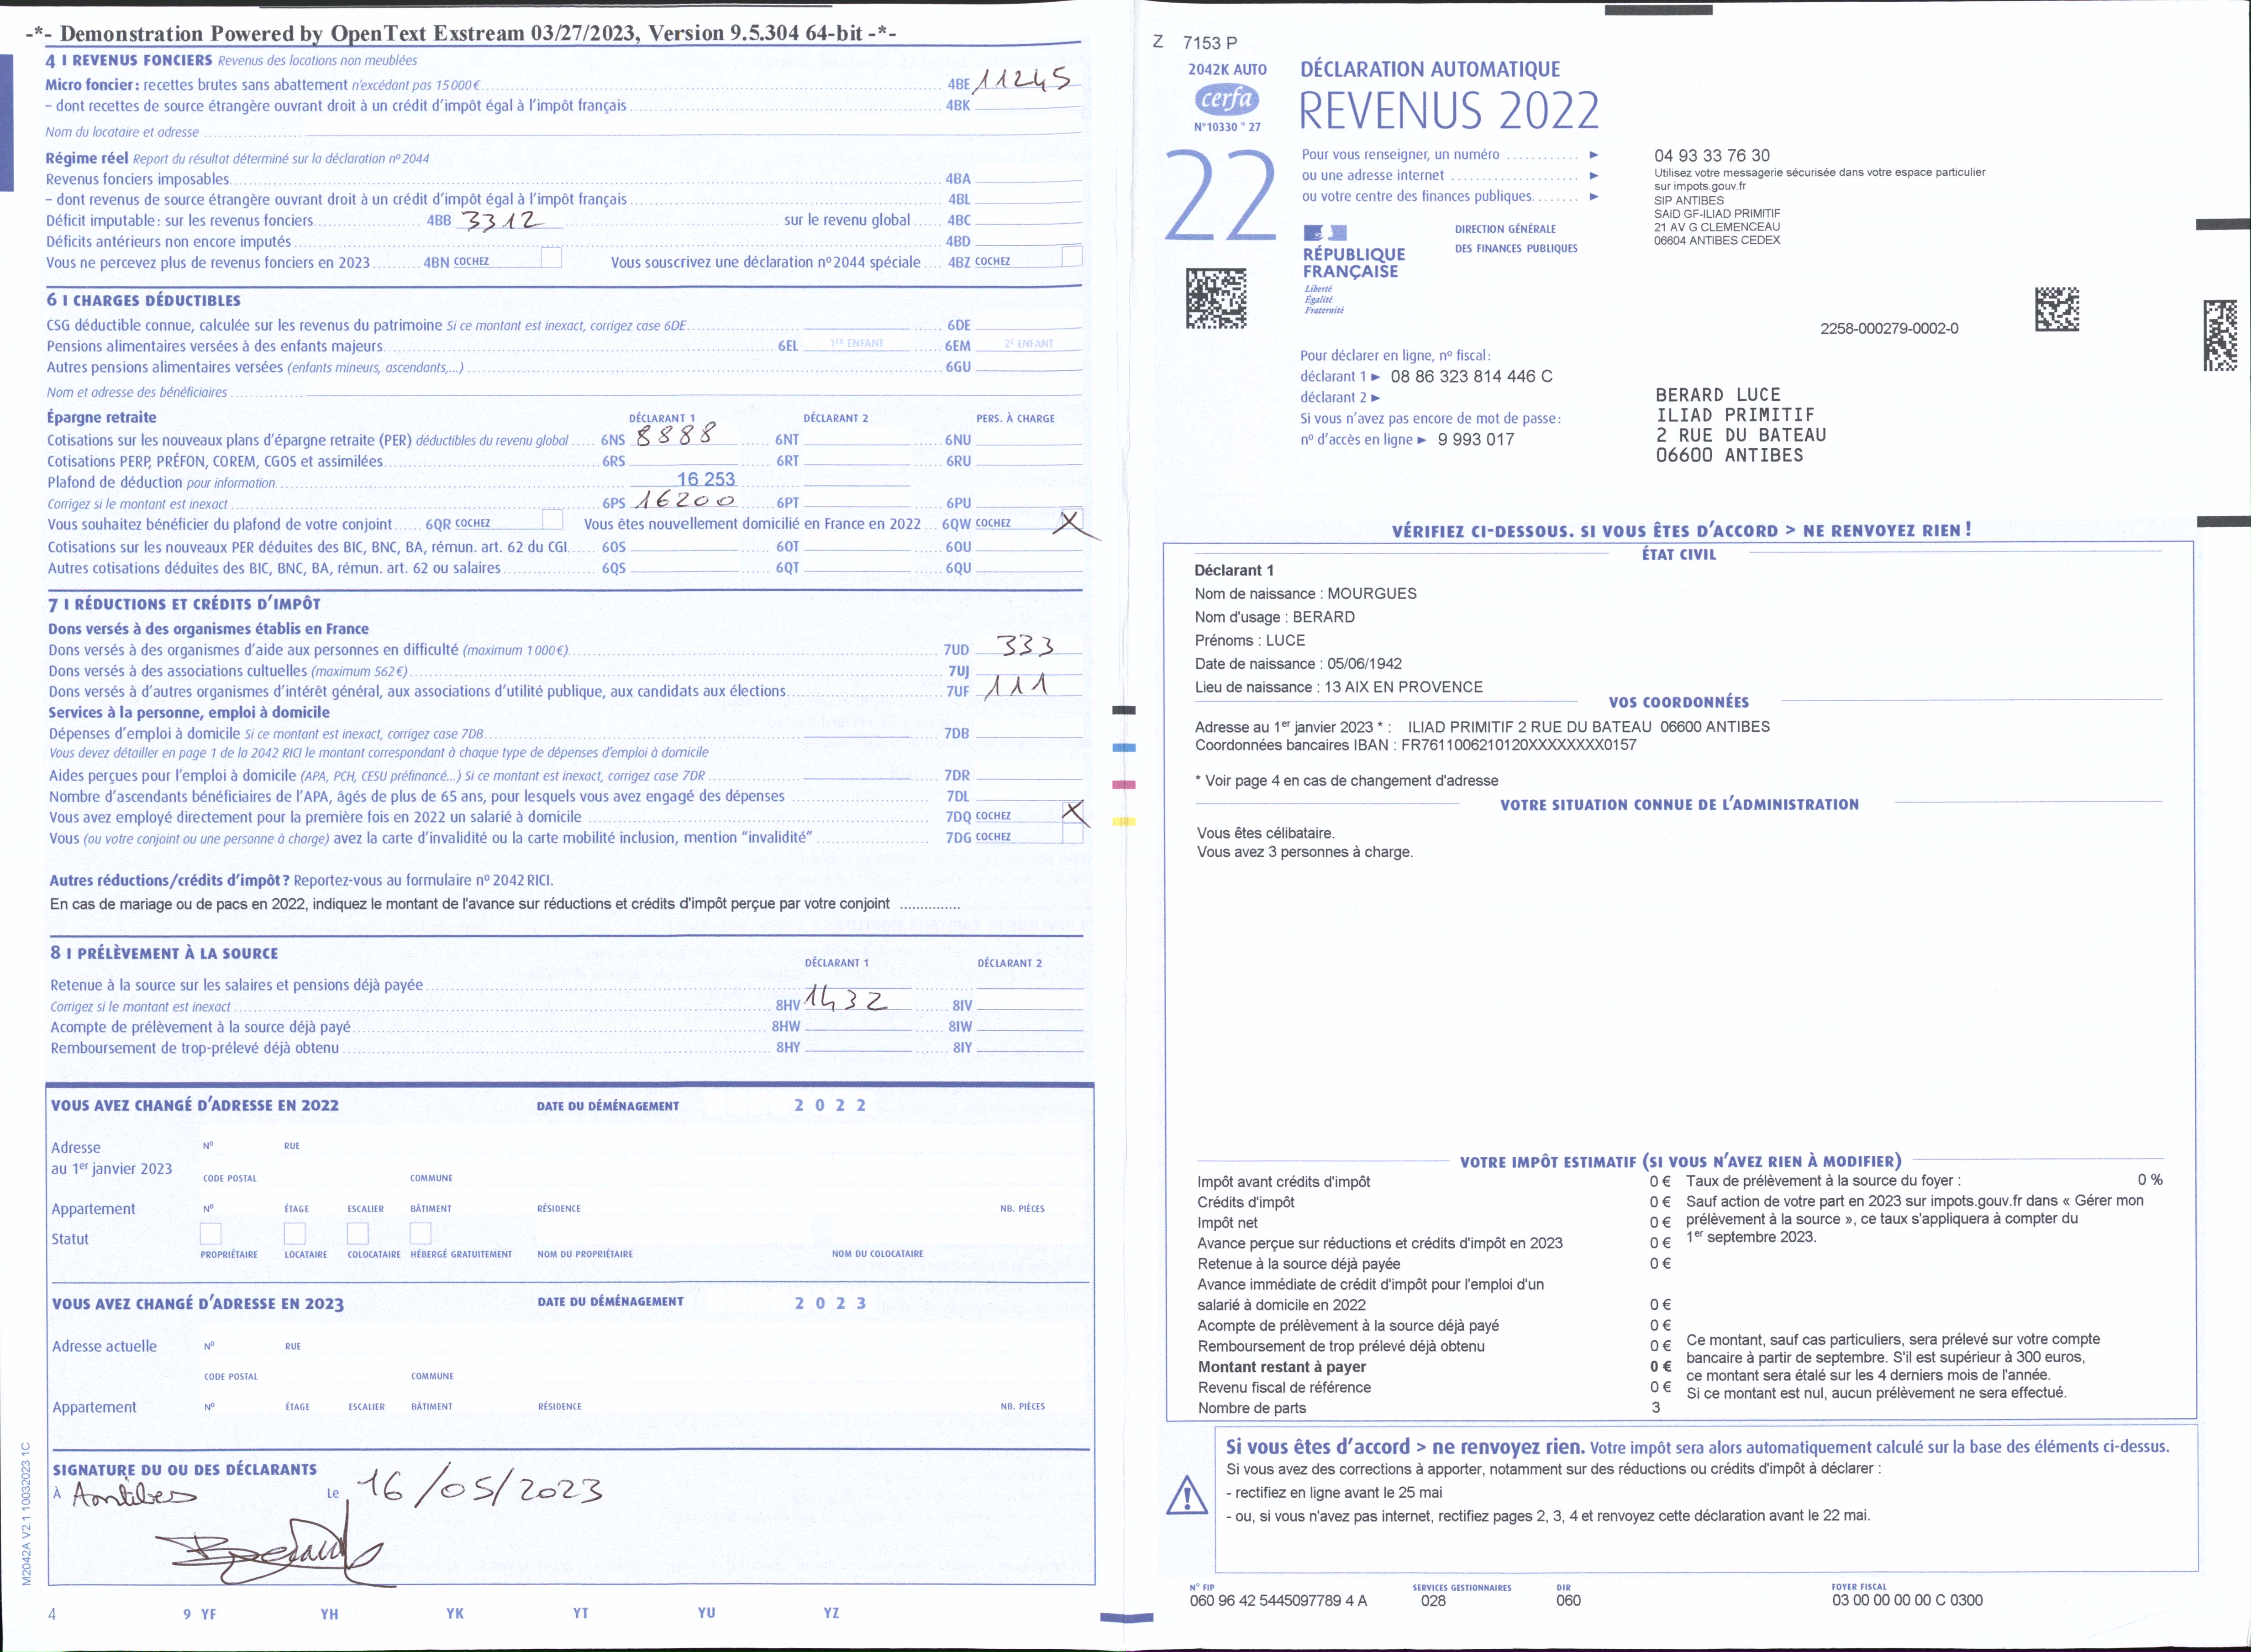 -*- Demonstration Powered by OpenText Exstream 03/27/2023, Version 9.5.304 64-bit -*-
4 I REVENUS FONCIERS Revenus des locations non meublées
Micro foncier : recettes brutes sans abattement n'excédant pas 15 000 € 4BE 11245
– dont recettes de source étrangère ouvrant droit à un crédit d'impôt égal à l'impôt français 4BK
Nom du locataire et adresse
Régime réel Report du résultat déterminé sur la déclaration nº 2044
Revenus fonciers imposables 4BA
– dont revenus de source étrangère ouvrant droit à un crédit d'impôt égal à l'impôt français 4BL
Déficit imputable : sur les revenus fonciers 4BB 3312 sur le revenu global 4BC
Déficits antérieurs non encore imputés 4BD
Vous ne percevez plus de revenus fonciers en 2023 4BN COCHEZ Vous souscrivez une déclaration nº 2044 spéciale 4BZ COCHEZ
6 I CHARGES DÉDUCTIBLES
CSG déductible connue, calculée sur les revenus du patrimoine Si ce montant est inexact, corrigez case 6DE 6DE
Pensions alimentaires versées à des enfants majeurs 6EL 1ER ENFANT 6EM 2E ENFANT
Autres pensions alimentaires versées (enfants mineurs, ascendants,...) 6GU
Nom et adresse des bénéficiaires
Épargne retraite DÉCLARANT 1 DÉCLARANT 2 PERS. À CHARGE
Cotisations sur les nouveaux plans d'épargne retraite (PER) déductibles du revenu global 6NS 8888 6NT 6NU
Cotisations PERP, PRÉFON, COREM, CGOS et assimilées 6RS 6RT 6RU
Plafond de déduction pour information 16 253
Corrigez si le montant est inexact 6PS 16200 6PT 6PU
Vous souhaitez bénéficier du plafond de votre conjoint 6QR COCHEZ Vous êtes nouvellement domicilié en France en 2022 6QW COCHEZ X
Cotisations sur les nouveaux PER déduites des BIC, BNC, BA, rémun. art. 62 du CGI 6OS 6OT 6OU
Autres cotisations déduites des BIC, BNC, BA, rémun. art. 62 ou salaires 6QS 6QT 6QU
7 I RÉDUCTIONS ET CRÉDITS D'IMPÔT
Dons versés à des organismes établis en France
Dons versés à des organismes d'aide aux personnes en difficulté (maximum 1 000 €) 7UD 333
Dons versés à des associations cultuelles (maximum 562 €) 7UJ
Dons versés à d'autres organismes d'intérêt général, aux associations d'utilité publique, aux candidats aux élections 7UF 111
Services à la personne, emploi à domicile
Dépenses d'emploi à domicile Si ce montant est inexact, corrigez case 7DB 7DB
Vous devez détailler en page 1 de la 2042 RICI le montant correspondant à chaque type de dépenses d'emploi à domicile
Aides perçues pour l'emploi à domicile (APA, PCH, CESU préfinancé...) Si ce montant est inexact, corrigez case 7DR 7DR
Nombre d'ascendants bénéficiaires de l'APA, âgés de plus de 65 ans, pour lesquels vous avez engagé des dépenses 7DL
Vous avez employé directement pour la première fois en 2022 un salarié à domicile 7DQ COCHEZ X
Vous (ou votre conjoint ou une personne à charge) avez la carte d'invalidité ou la carte mobilité inclusion, mention "invalidité" 7DG COCHEZ
Autres réductions/crédits d'impôt ? Reportez-vous au formulaire nº 2042 RICI.
En cas de mariage ou de pacs en 2022, indiquez le montant de l'avance sur réductions et crédits d'impôt perçue par votre conjoint ..............
8 I PRÉLÈVEMENT À LA SOURCE
DÉCLARANT 1 DÉCLARANT 2
Retenue à la source sur les salaires et pensions déjà payée
Corrigez si le montant est inexact 8HV 1432 8IV
Acompte de prélèvement à la source déjà payé 8HW 8IW
Remboursement de trop-prélevé déjà obtenu 8HY 8IY
VOUS AVEZ CHANGÉ D'ADRESSE EN 2022 DATE DU DÉMÉNAGEMENT 2 0 2 2
Adresse Nº RUE
au 1er janvier 2023
CODE POSTAL COMMUNE
Appartement Nº ÉTAGE ESCALIER BÂTIMENT RÉSIDENCE NB. PIÈCES
Statut
PROPRIÉTAIRE LOCATAIRE COLOCATAIRE HÉBERGÉ GRATUITEMENT NOM DU PROPRIÉTAIRE NOM DU COLOCATAIRE
VOUS AVEZ CHANGÉ D'ADRESSE EN 2023 DATE DU DÉMÉNAGEMENT 2 0 2 3
Adresse actuelle Nº RUE
CODE POSTAL COMMUNE
Appartement Nº ÉTAGE ESCALIER BÂTIMENT RÉSIDENCE NB. PIÈCES
SIGNATURE DU OU DES DÉCLARANTS
À Antibes Le 16/05/2023
M2042A V2.1 10032023 1C
4 9 YF YH YK YT YU YZ
Z 7153 P
2042K AUTO
cerfa
N°10330 * 27
DÉCLARATION AUTOMATIQUE
REVENUS 2022
22
Pour vous renseigner, un numéro ► 04 93 33 76 30
ou une adresse internet ► Utilisez votre messagerie sécurisée dans votre espace particulier
sur impots.gouv.fr
ou votre centre des finances publiques ► SIP ANTIBES
SAID GF-ILIAD PRIMITIF
21 AV G CLEMENCEAU
06604 ANTIBES CEDEX
DIRECTION GÉNÉRALE
DES FINANCES PUBLIQUES
RÉPUBLIQUE
FRANÇAISE
Liberté
Égalité
Fraternité
2258-000279-0002-0
Pour déclarer en ligne, nº fiscal :
déclarant 1 ► 08 86 323 814 446 C
déclarant 2 ►
Si vous n'avez pas encore de mot de passe :
nº d'accès en ligne ► 9 993 017
BERARD LUCE
ILIAD PRIMITIF
2 RUE DU BATEAU
06600 ANTIBES
VÉRIFIEZ CI-DESSOUS. SI VOUS ÊTES D'ACCORD > NE RENVOYEZ RIEN !
ÉTAT CIVIL
Déclarant 1
Nom de naissance : MOURGUES
Nom d'usage : BERARD
Prénoms : LUCE
Date de naissance : 05/06/1942
Lieu de naissance : 13 AIX EN PROVENCE
VOS COORDONNÉES
Adresse au 1er janvier 2023 * : ILIAD PRIMITIF 2 RUE DU BATEAU 06600 ANTIBES
Coordonnées bancaires IBAN : FR7611006210120XXXXXXXX0157
* Voir page 4 en cas de changement d'adresse
VOTRE SITUATION CONNUE DE L'ADMINISTRATION
Vous êtes célibataire.
Vous avez 3 personnes à charge.
VOTRE IMPÔT ESTIMATIF (SI VOUS N'AVEZ RIEN À MODIFIER)
Impôt avant crédits d'impôt 0 €
Crédits d'impôt 0 €
Impôt net 0 €
Avance perçue sur réductions et crédits d'impôt en 2023 0 €
Retenue à la source déjà payée 0 €
Avance immédiate de crédit d'impôt pour l'emploi d'un
salarié à domicile en 2022 0 €
Acompte de prélèvement à la source déjà payé 0 €
Remboursement de trop prélevé déjà obtenu 0 €
Montant restant à payer 0 €
Revenu fiscal de référence 0 €
Nombre de parts 3
Taux de prélèvement à la source du foyer : 0 %
Sauf action de votre part en 2023 sur impots.gouv.fr dans « Gérer mon
prélèvement à la source », ce taux s'appliquera à compter du
1er septembre 2023.
Ce montant, sauf cas particuliers, sera prélevé sur votre compte
bancaire à partir de septembre. S'il est supérieur à 300 euros,
ce montant sera étalé sur les 4 derniers mois de l'année.
Si ce montant est nul, aucun prélèvement ne sera effectué.
Si vous êtes d'accord > ne renvoyez rien. Votre impôt sera alors automatiquement calculé sur la base des éléments ci-dessus.
Si vous avez des corrections à apporter, notamment sur des réductions ou crédits d'impôt à déclarer :
- rectifiez en ligne avant le 25 mai
- ou, si vous n'avez pas internet, rectifiez pages 2, 3, 4 et renvoyez cette déclaration avant le 22 mai.
N° FIP SERVICES GESTIONNAIRES DIR FOYER FISCAL
060 96 42 5445097789 4 A 028 060 03 00 00 00 00 C 0300